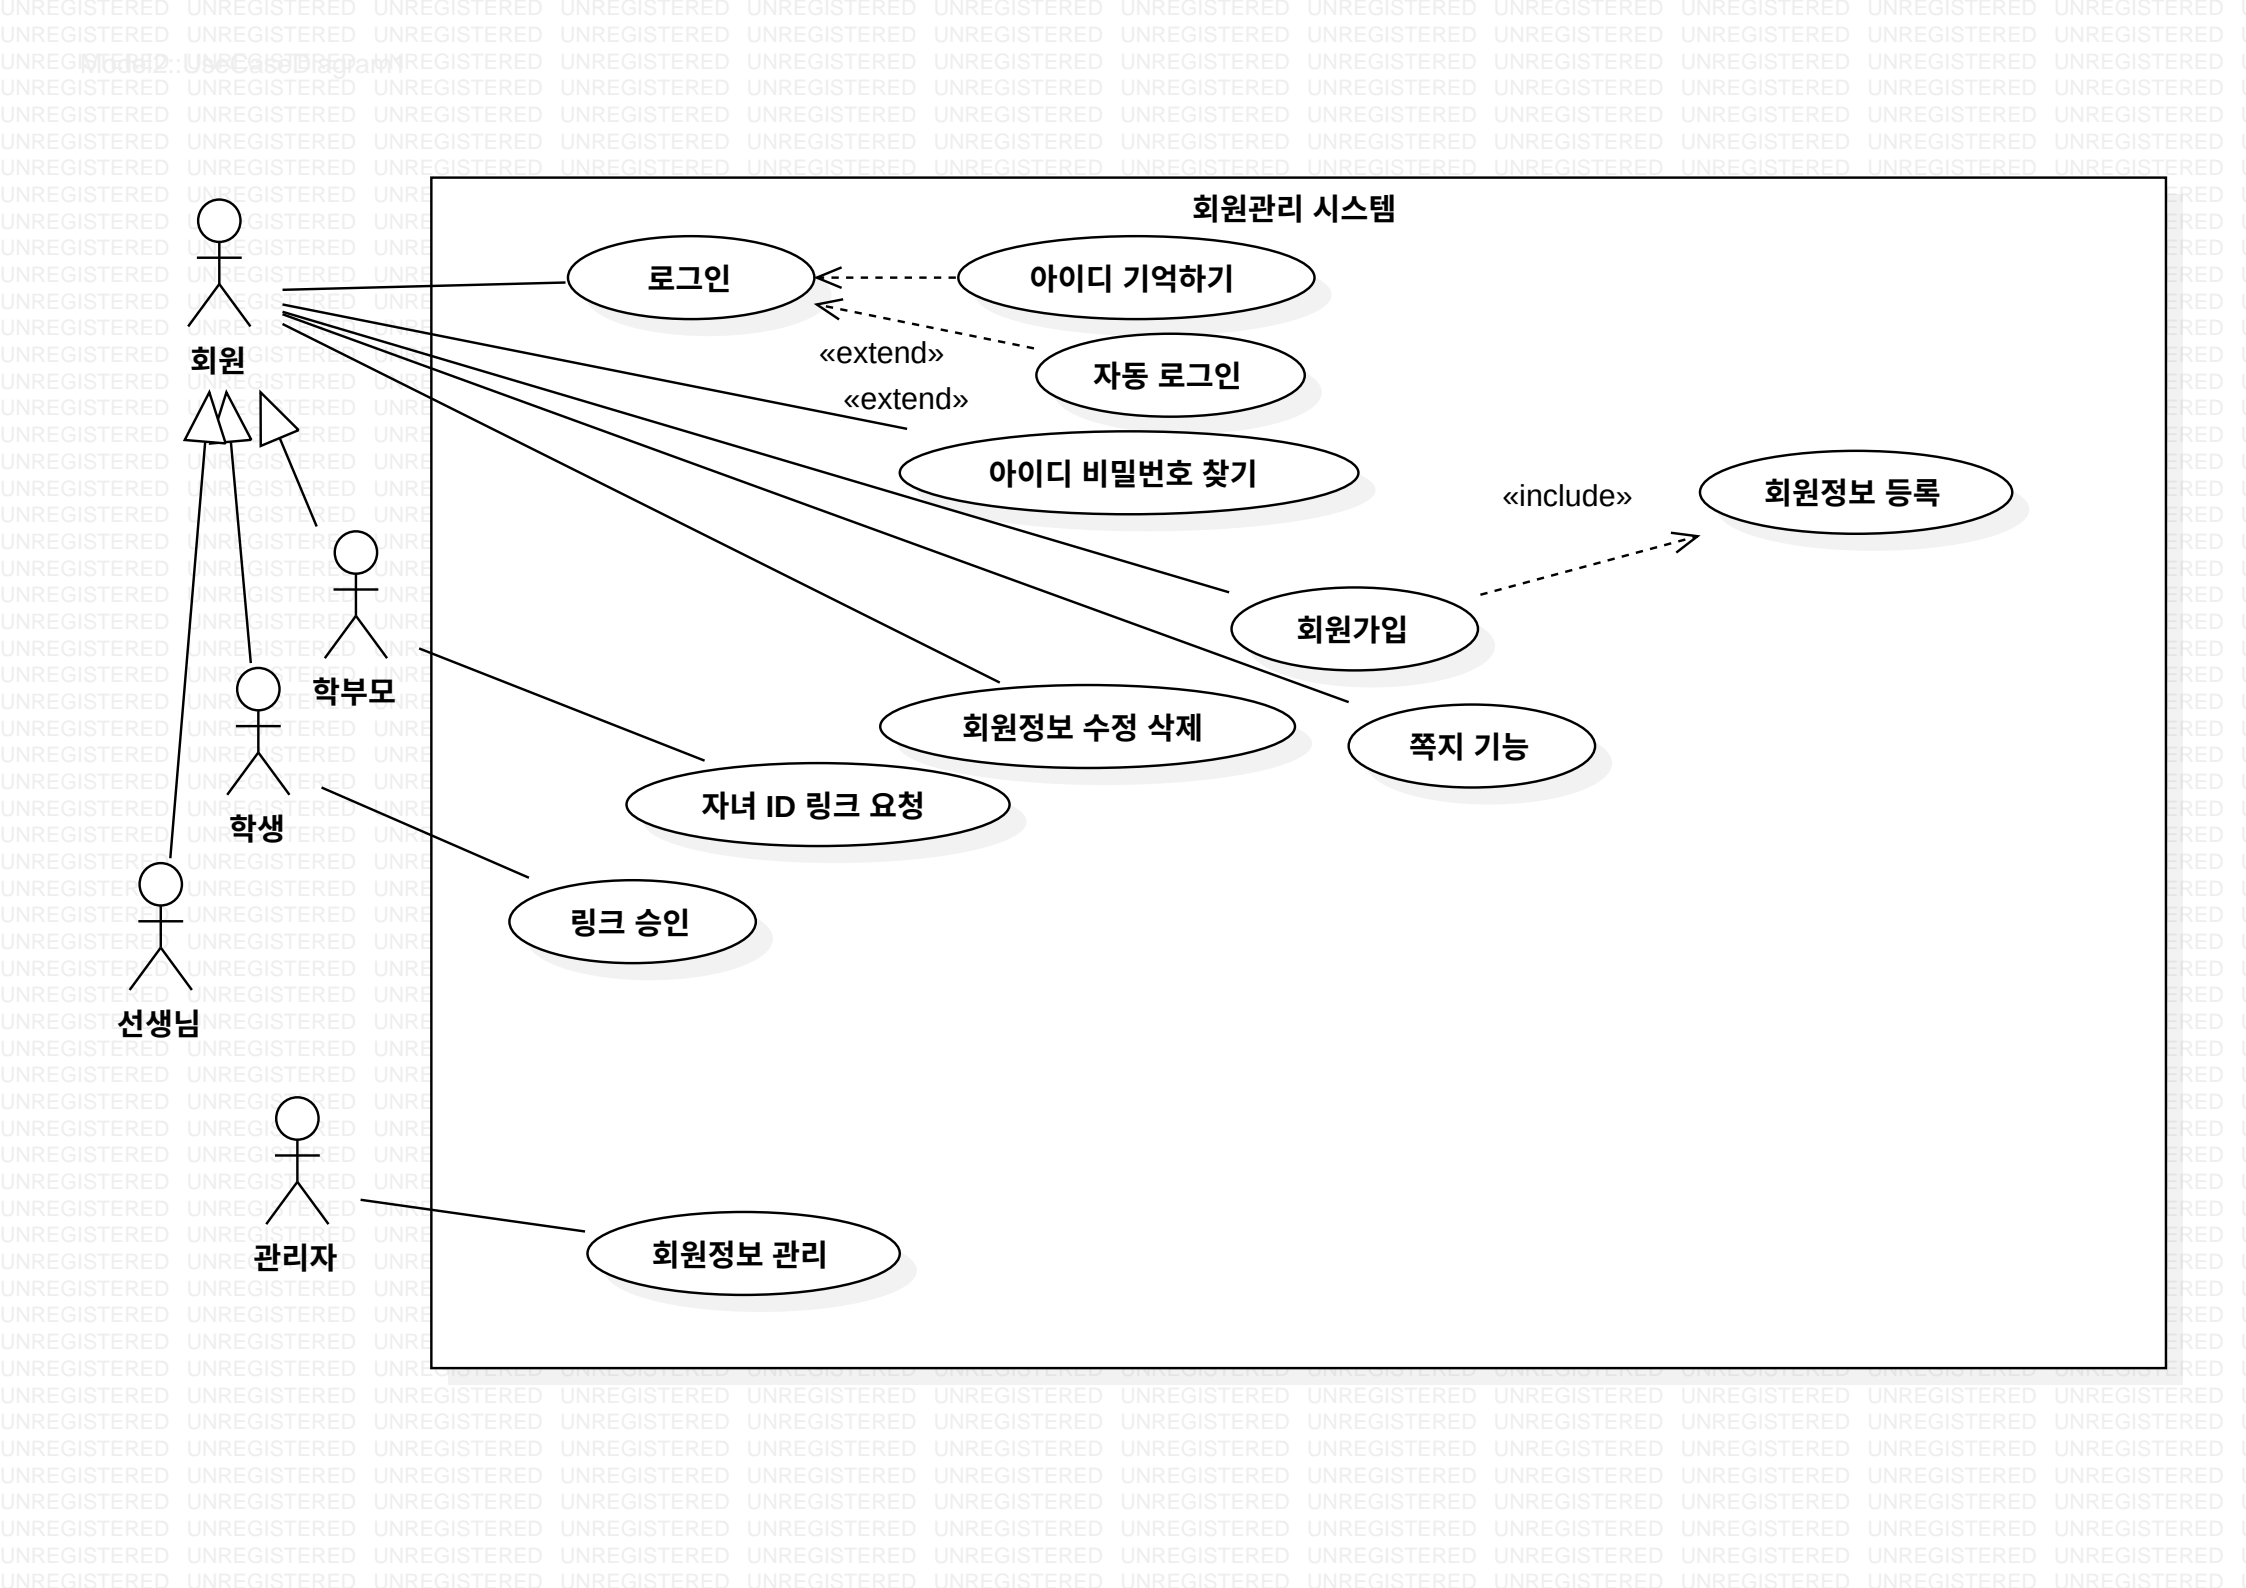 Model2::UseCaseDiagram1
회원관리 시스템
로그인
아이디 기억하기
회원
«extend»
자동 로그인
«extend»
아이디 비밀번호 찾기
«include»
회원정보 등록
회원가입
학부모
회원정보 수정 삭제
쪽지 기능
자녀 ID 링크 요청
학생
링크 승인
선생님
관리자
회원정보 관리
UNREGISTERED